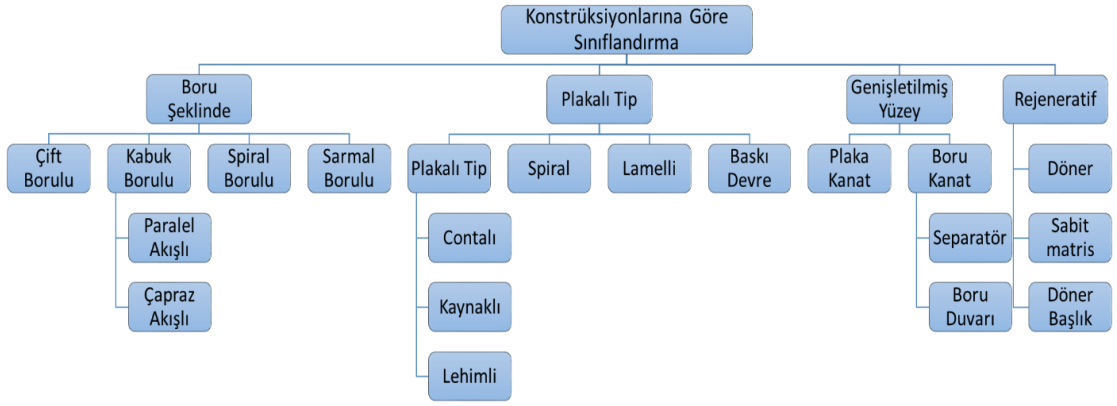 Konstrüksiyonlarına Göre
Sınıflandırma
Boru
Şeklinde
Plakalı Tip
Genişletilmiş
Yüzey
Rejeneratif
Çift
Borulu
Kabuk
Borulu
Spiral
Borulu
Sarmal
Borulu
Plakalı Tip
Spiral
Lamelli
Baskı
Devre
Plaka
Kanat
Boru
Kanat
Döner
Paralel
Akışlı
Contalı
Separatör
Sabit
matris
Çapraz
Akışlı
Kaynaklı
Boru
Duvarı
Döner
Başlık
Lehimli